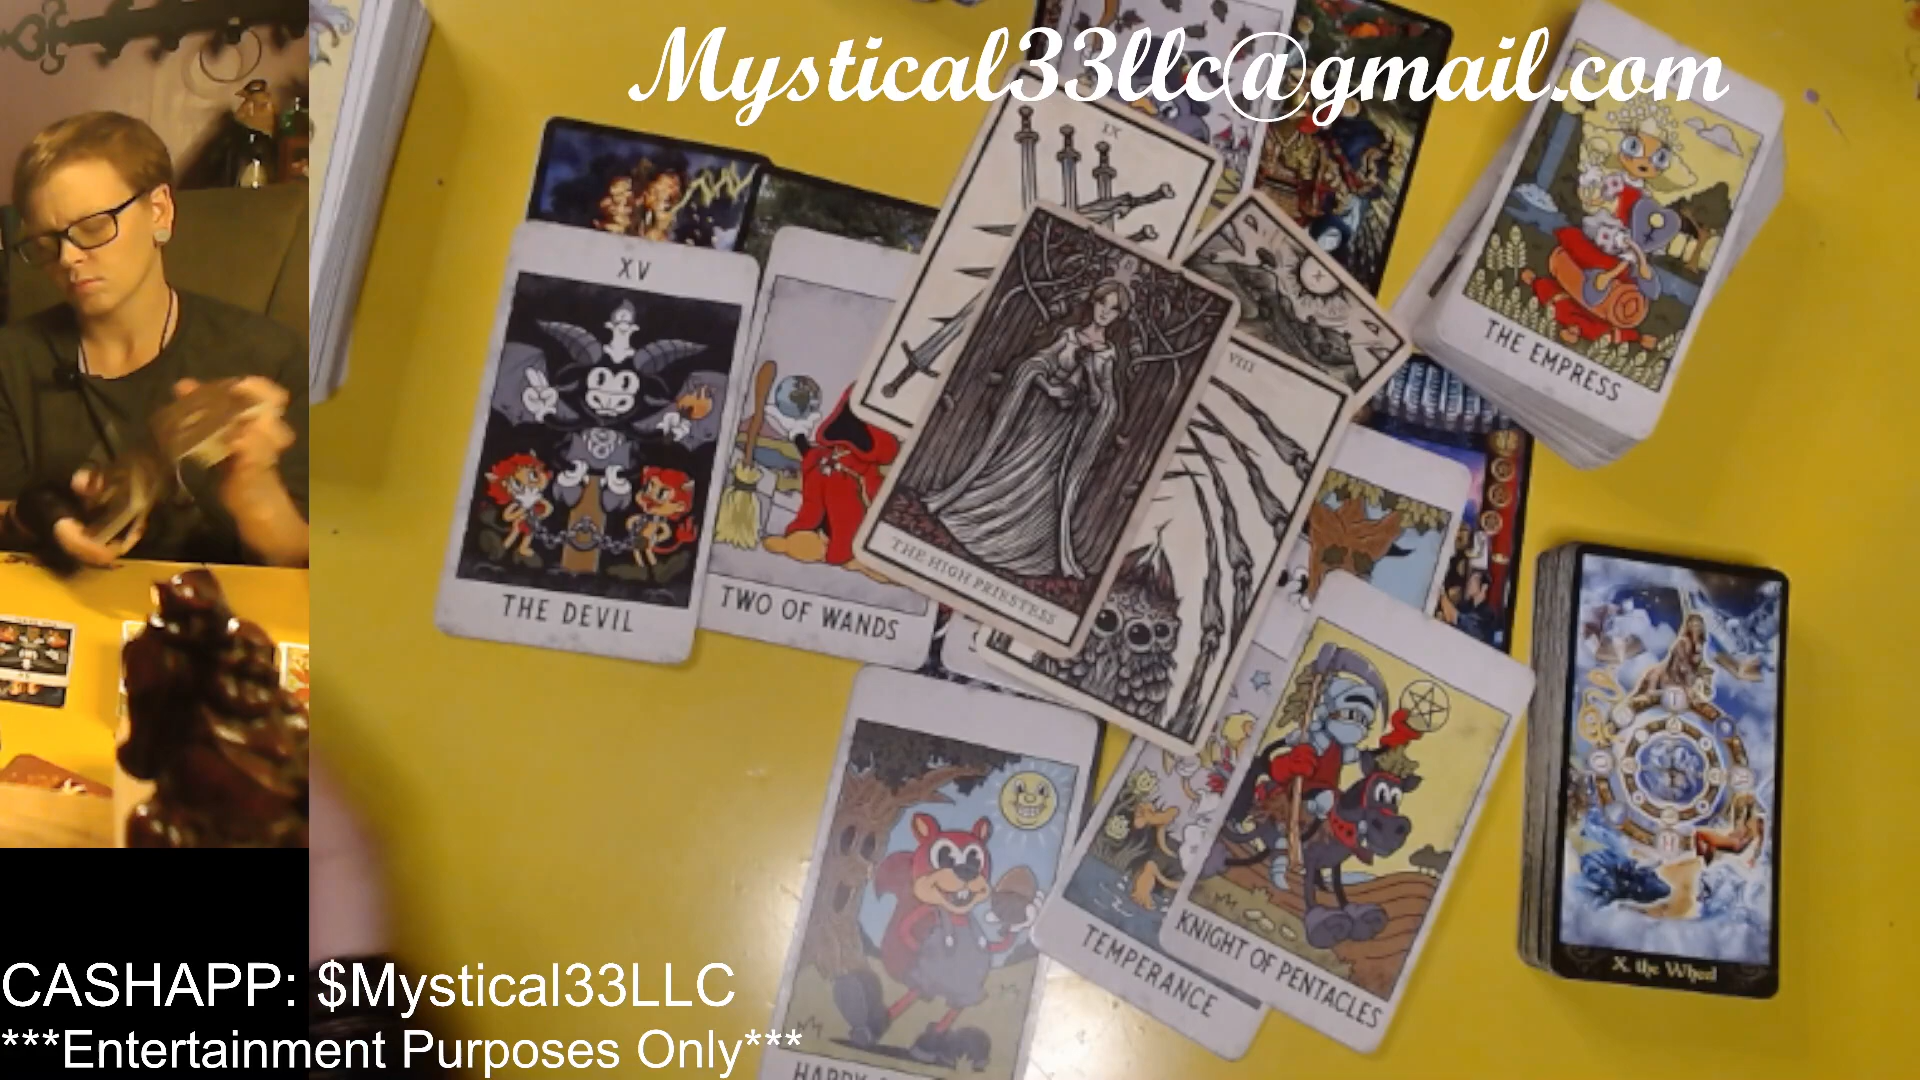 Mystical33llc@gmail.com
IX
X
THE EMPRESS
XV
VIII
THE DEVIL
TWO OF WANDS
THE HIGH PRIESTESS
KNIGHT OF PENTACLES
TEMPERANCE
X. the Wheel
HAPPY
CASHAPP: $Mystical33LLC
***Entertainment Purposes Only***